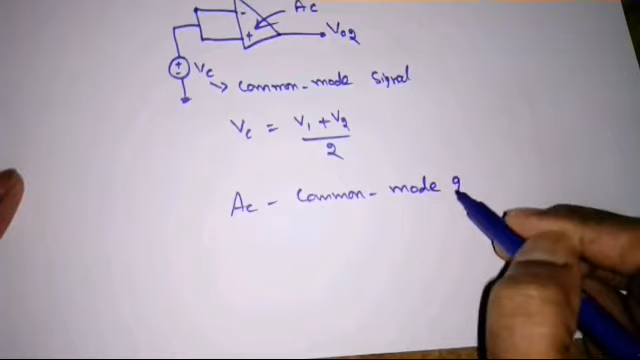 Ac
- 
+
Vo2
+
-
Vc
→ Common-mode Signal
Vc = V1 + V2
2
Ac - Common-mode g